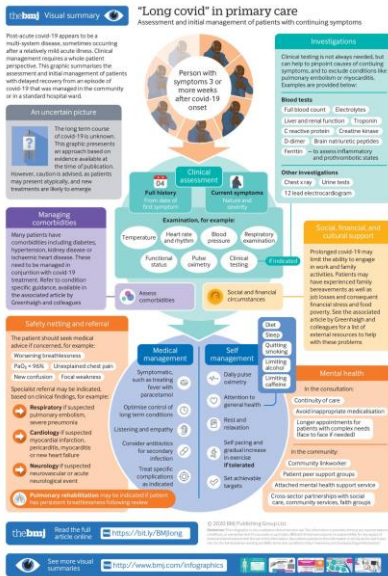 thebmj Visual summary
"Long covid" in primary care
Assessment and initial management of patients with continuing symptoms
Post-acute covid-19 appears to be a
multi-system disease, sometimes occurring
after a relatively mild acute illness. Clinical
management requires a whole patient
perspective. This graphic summarises
the assessment and initial management of patients
with delayed recovery from an episode of
covid-19 that was managed in the community
or in a standard hospital ward.
An uncertain picture
The long term course
of covid-19 is unknown.
This graphic presents
an approach based on
evidence available at
the time of publication.
However, caution is advised, as patients
may present atypically, and new
treatments are likely to emerge
Person with
symptoms 3 or
more weeks
after covid-19
onset
Investigations
Clinical testing is not always needed, but
can help to pinpoint causes of continuing
symptoms, and to exclude conditions like
pulmonary embolism or myocarditis.
Examples are provided below:
Blood tests
Full blood count Electrolytes
Liver and renal function Troponin
C reactive protein Creatine kinase
D-dimer Brain natriuretic peptides
Ferritin – to assess inflammatory
and prothrombotic states
Other investigations
Chest x ray Urine tests
12 lead electrocardiogram
Clinical
assessment
04
Full history
From date of
first symptom
Current symptoms
Nature and
severity
Examination, for example:
Temperature
Heart rate
and rhythm
Blood
pressure
Respiratory
examination
Functional
status
Pulse
oximetry
Clinical
testing
If indicated
Managing
comorbidities
Many patients have
comorbidities including diabetes,
hypertension, kidney disease or
ischaemic heart disease. These
need to be managed in
conjuntion with covid-19
treatment. Refer to condition
specific guidance, available in
the associated article by
Greenhalgh and colleagues
Assess
comorbidities
Social and financial
circumstances
Social, financial, and
cultural support
Prolonged covid-19 may
limit the ability to engage
in work and family
activities. Patients may
have experienced family
bereavements as well as
job losses and consequent
financial stress and food
poverty. See the associated
article by Greenhalgh and
colleagues for a list of
external resources to help
with these problems
Safety netting and referral
The patient should seek medical
advice if concerned, for example:
Worsening breathlessness
PaO₂ < 96% Unexplained chest pain
New confusion Focal weakness
Specialist referral may be indicated,
based on clinical findings, for example:
Respiratory if suspected
pulmonary embolism,
severe pneumonia
Cardiology if suspected
myocardial infarction,
pericarditis, myocarditis
or new heart failure
Neurology if suspected
neurovascular or acute
neurological event
Pulmonary rehabilitation may be indicated if patient
has persistent breathlessness following review
Medical
management
Symptomatic,
such as treating
fever with
paracetamol
Optimise control of
long term conditions
Listening and empathy
Consider antibiotics
for secondary
infection
Treat specific
complications
as indicated
Self
management
Daily pulse
oximetry
Attention to
general health
Rest and
relaxation
Self pacing and
gradual increase
in exercise
if tolerated
Set achievable
targets
Diet
Sleep
Quitting
smoking
Limiting
alcohol
Limiting
caffeine
Mental health
In the consultation:
Continuity of care
Avoid inappropriate medicalisation
Longer appointments for
patients with complex needs
(face to face if needed)
In the community:
Community linkworker
Patient peer support groups
Attached mental health support service
Cross-sector partnerships with social
care, community services, faith groups
thebmj
Read the full
article online
https://bit.ly/BMJlong
© 2020 BMJ Publishing Group Ltd.
thebmj
See more visual
summaries
http://www.bmj.com/infographics